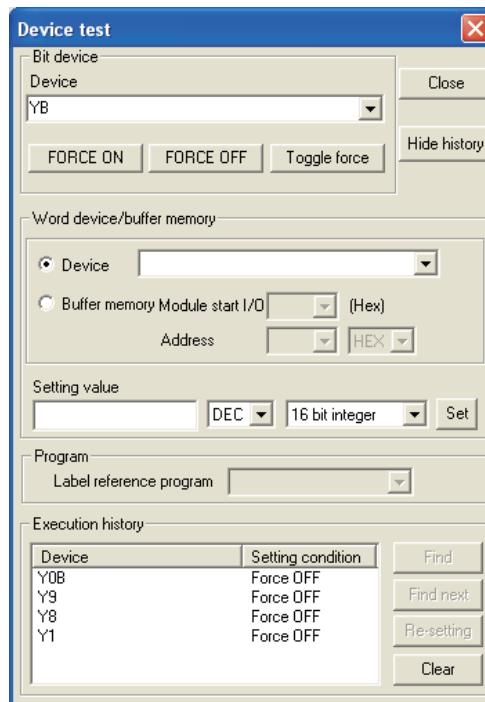 Device test
Bit device
Device
Close
YB
Hide history
FORCE ON FORCE OFF Toggle force
Word device/buffer memory
Device
Buffer memory Module start I/O (Hex)
Address HEX
Setting value
DEC 16 bit integer Set
Program
Label reference program
Execution history
Device Setting condition Find
Y0B Force OFF
Y9 Force OFF Find next
Y8 Force OFF
Y1 Force OFF Re-setting
Clear